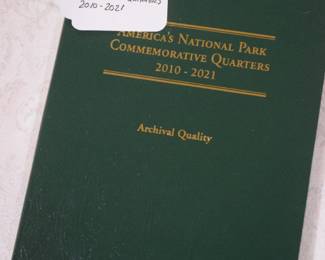 2010-2021
AMERICA'S NATIONAL PARK
COMMEMORATIVE QUARTERS
2010 - 2021
Archival Quality